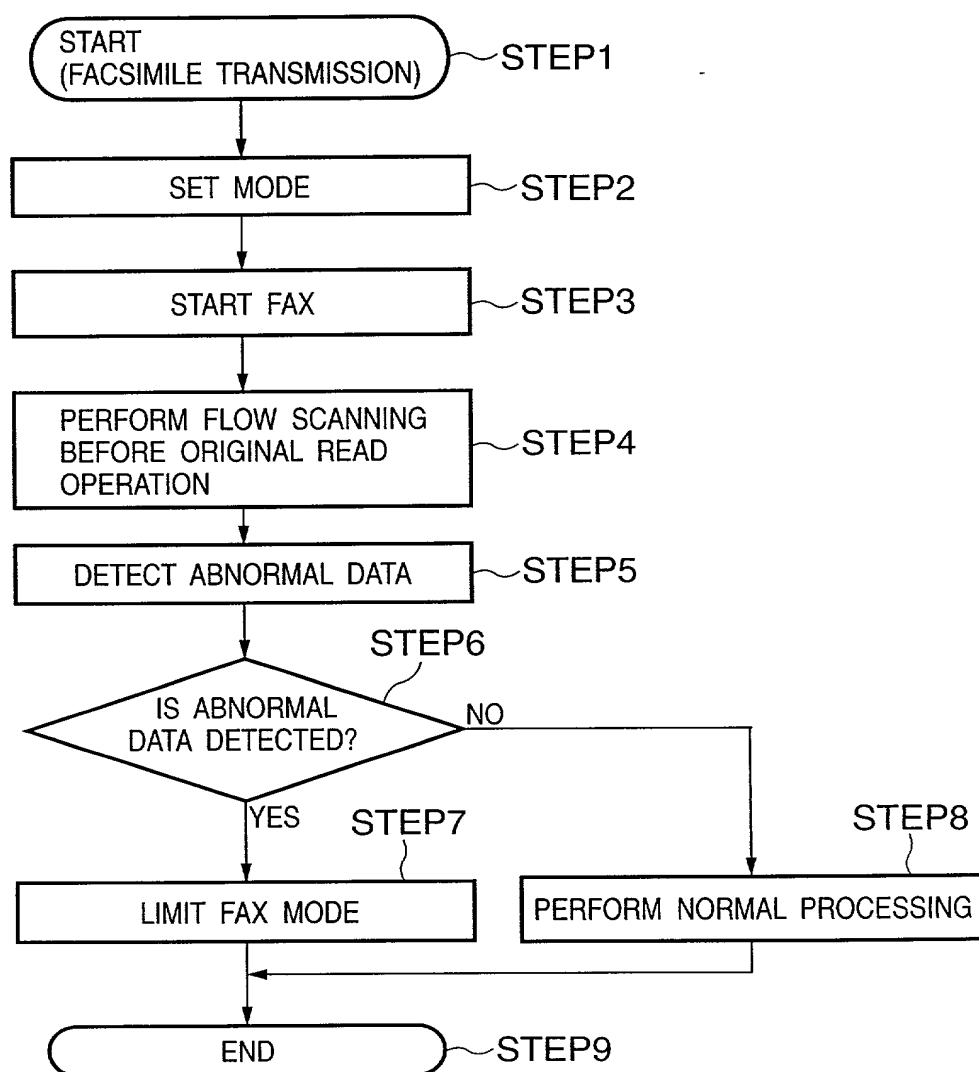 START
(FACSIMILE TRANSMISSION)
STEP1
SET MODE
STEP2
START FAX
STEP3
PERFORM FLOW SCANNING
BEFORE ORIGINAL READ
OPERATION
STEP4
DETECT ABNORMAL DATA
STEP5
STEP6
IS ABNORMAL
DATA DETECTED?
NO
YES
STEP7
STEP8
LIMIT FAX MODE
PERFORM NORMAL PROCESSING
END
STEP9